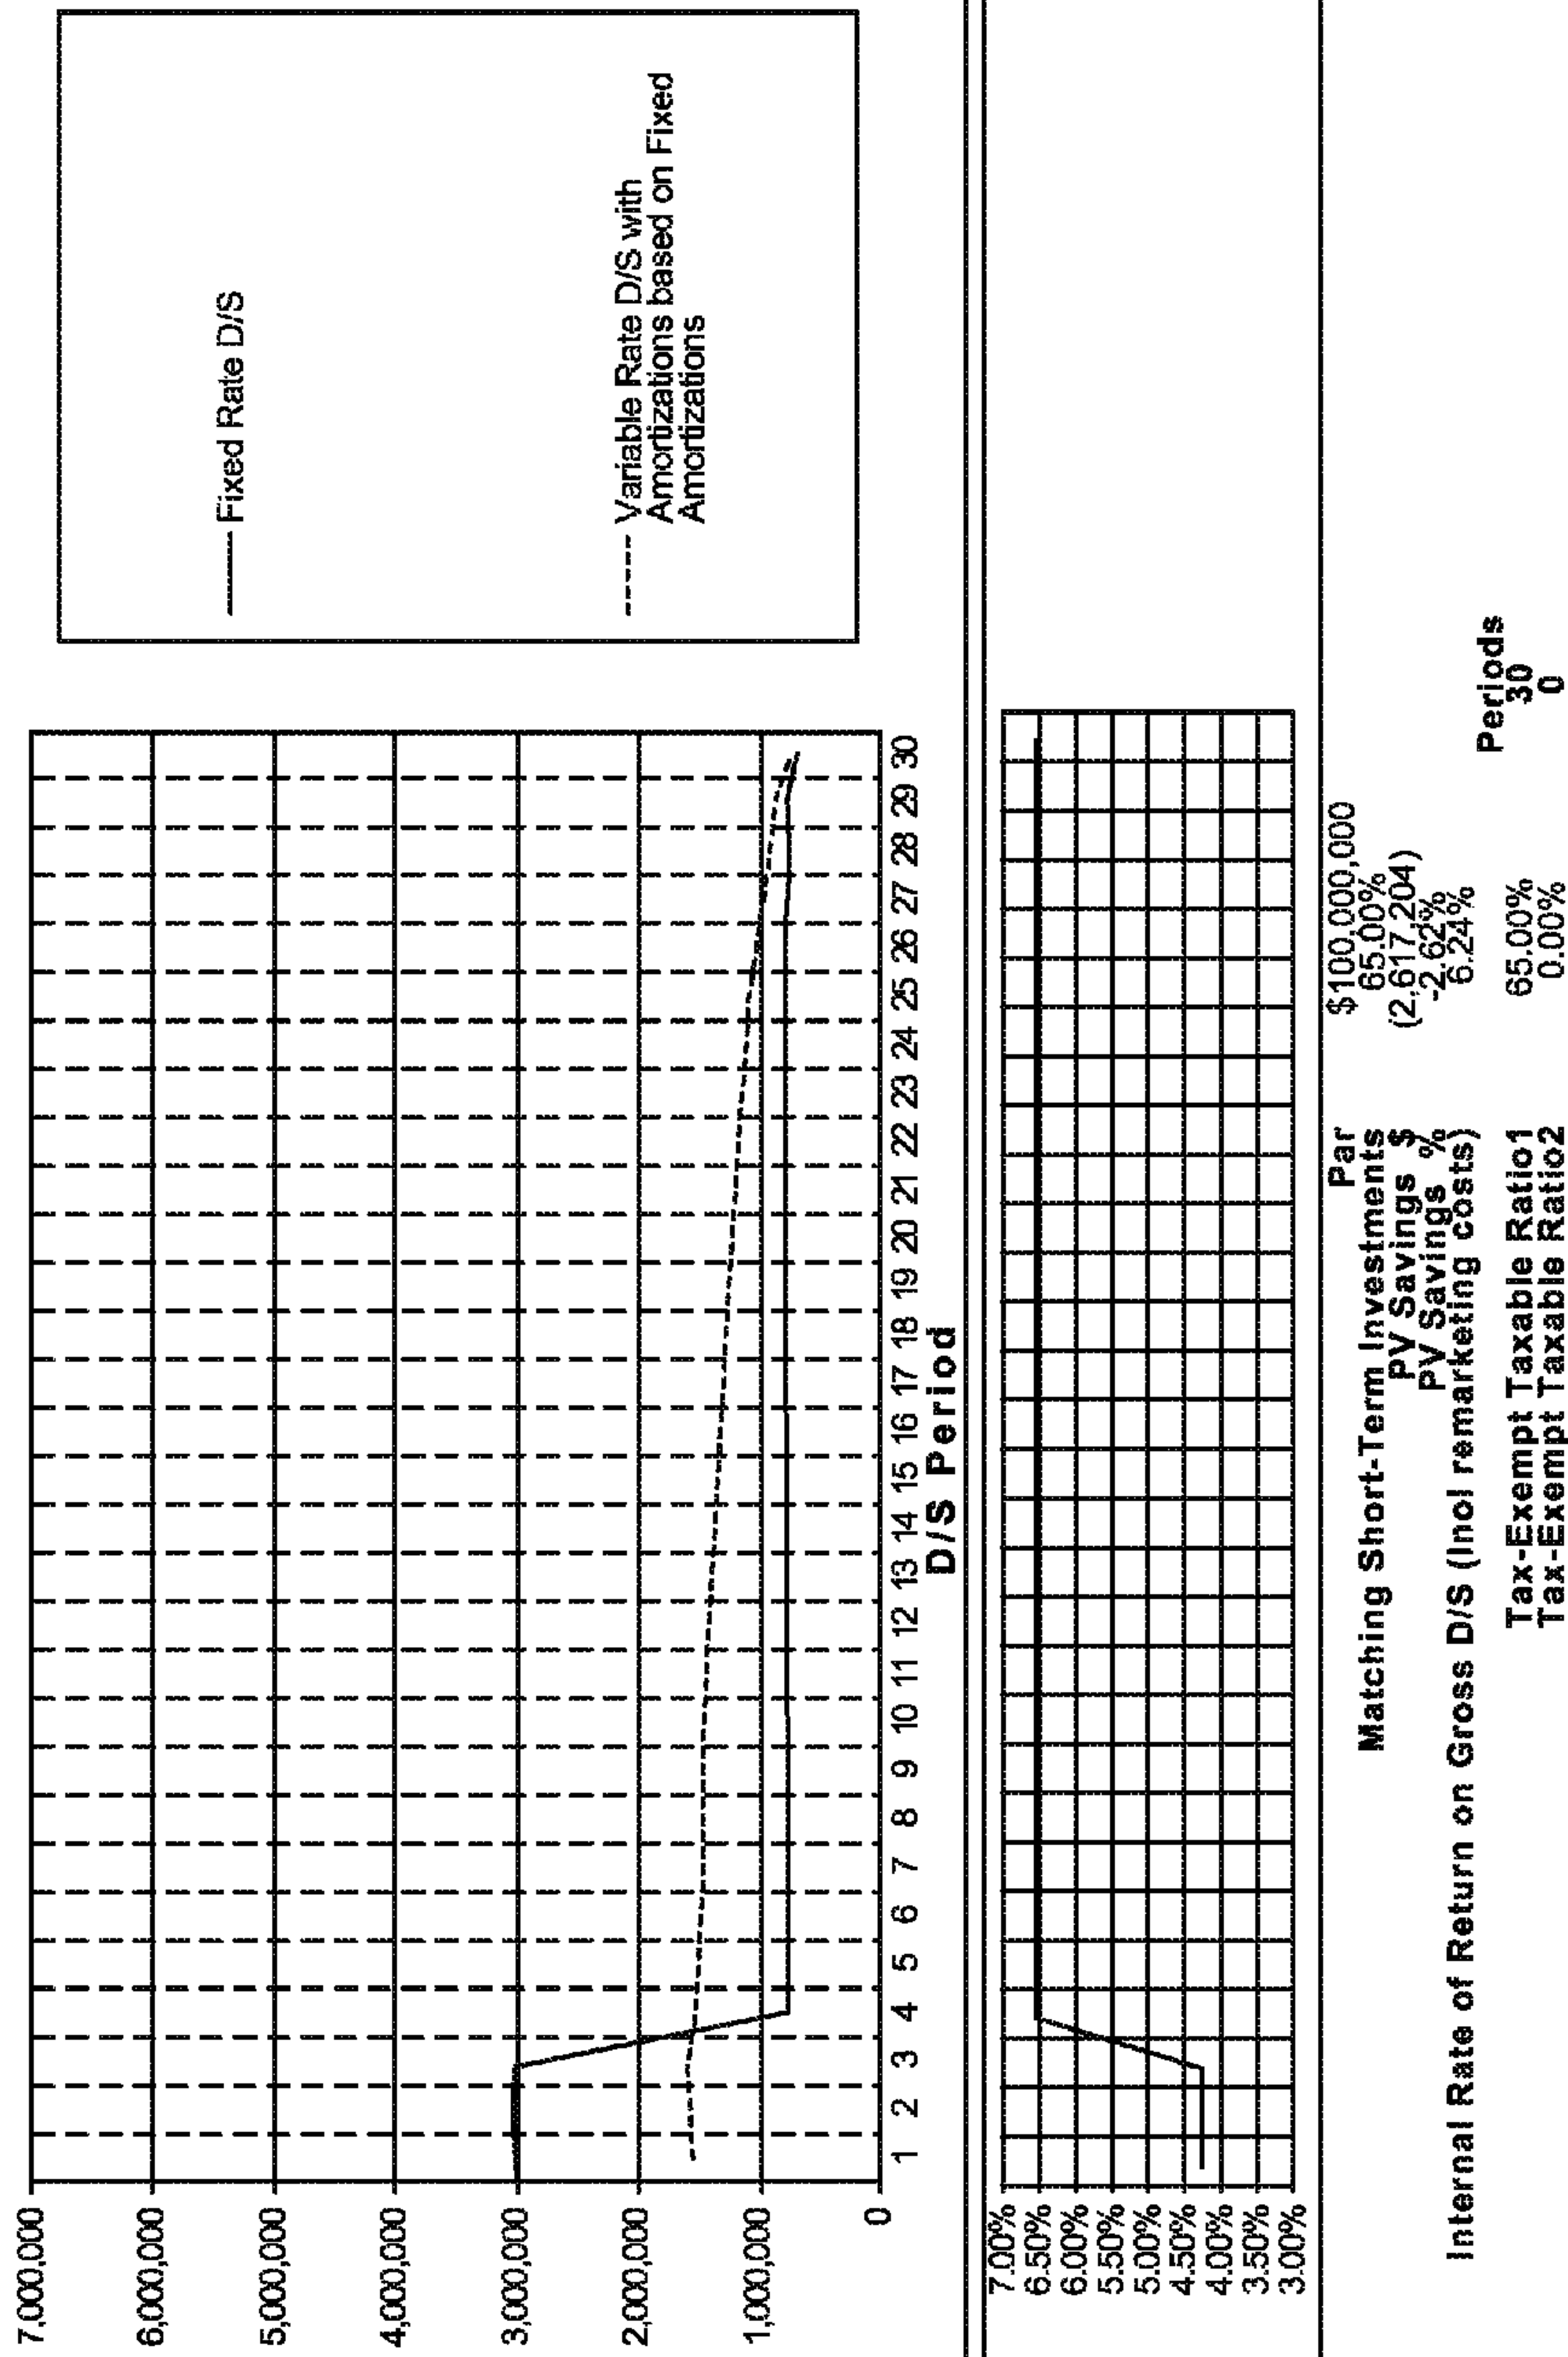 7,000,000
6,000,000
5,000,000
4,000,000
3,000,000
2,000,000
1,000,000
0
1 2 3 4 5 6 7 8 9 10 11 12 13 14 15 16 17 18 19 20 21 22 23 24 25 26 27 28 29 30
D/S Period
Fixed Rate D/S
Variable Rate D/S with
Amortizations based on Fixed
Amortizations
7.00%
6.50%
6.00%
5.50%
5.00%
4.50%
4.00%
3.50%
3.00%
Par $100,000,000
Matching Short-Term Investments 65.00%
PV Savings $ (2,617,204)
PV Savings % -2.62%
Internal Rate of Return on Gross D/S (Inol remarketing costs) 6.24%
Periods
Tax-Exempt Taxable Ratio1 65.00% 30
Tax-Exempt Taxable Ratio2 0.00% 0